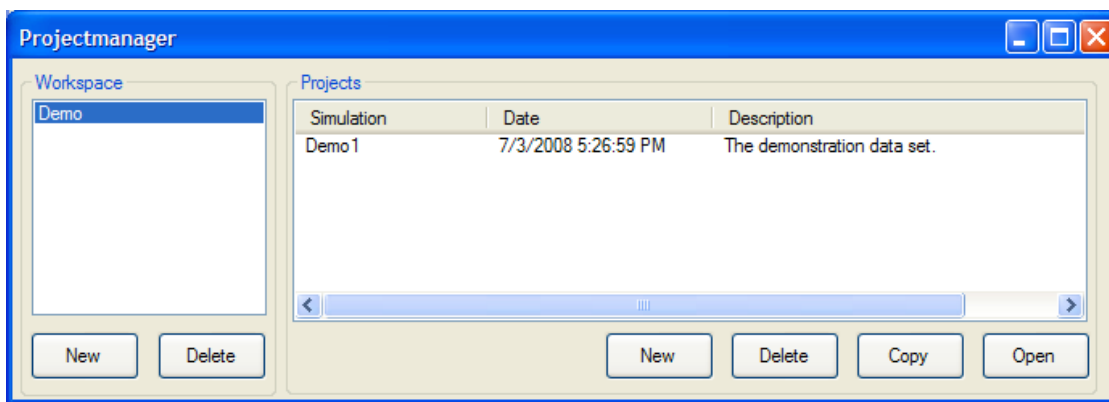 Projectmanager
Workspace
Demo
New Delete
Projects
Simulation Date Description
Demo1 7/3/2008 5:26:59 PM The demonstration data set.
New Delete Copy Open